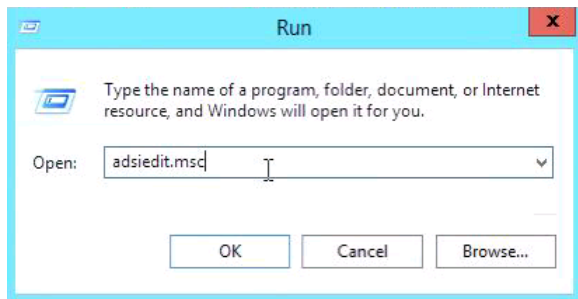 Run
x
Type the name of a program, folder, document, or Internet
resource, and Windows will open it for you.
Open: adsiedit.msc
OK Cancel Browse...